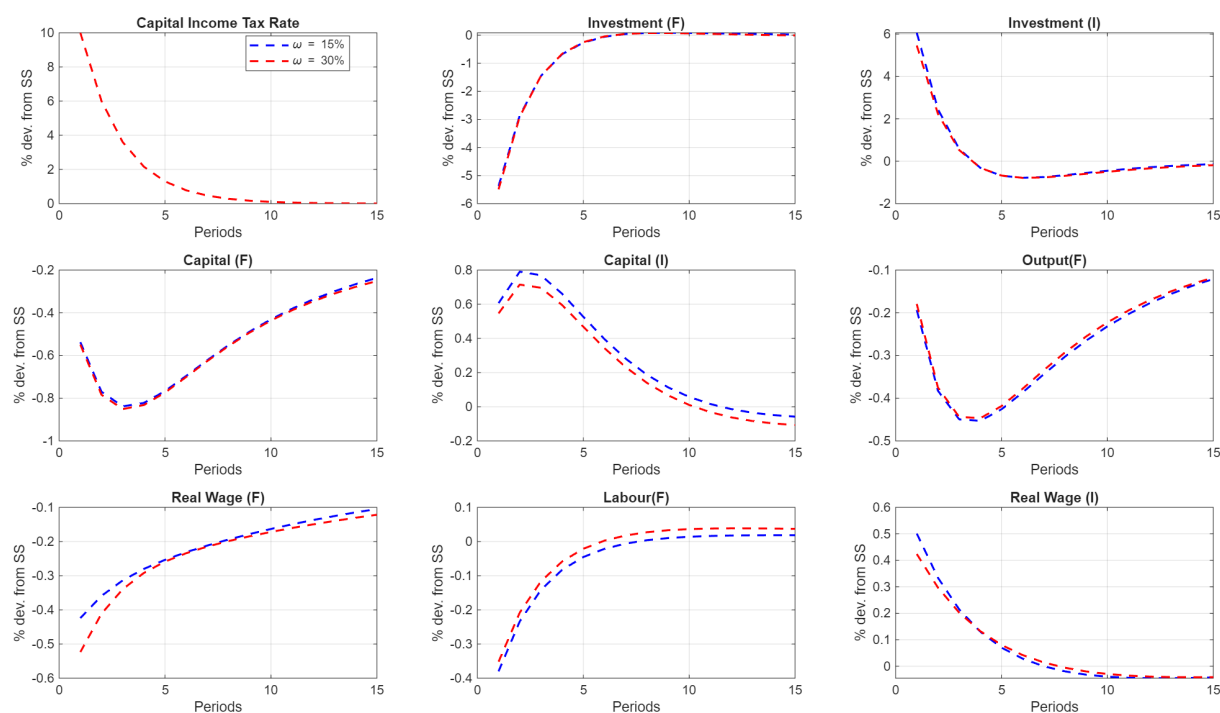 Capital Income Tax Rate
% dev. from SS
10
8
6
4
2
0
0 5 10 15
Periods
ω = 15%
ω = 30%
Investment (F)
% dev. from SS
0
-1
-2
-3
-4
-5
-6
0 5 10 15
Periods
Investment (I)
% dev. from SS
6
4
2
0
-2
0 5 10 15
Periods
Capital (F)
% dev. from SS
-0.2
-0.4
-0.6
-0.8
-1
0 5 10 15
Periods
Capital (I)
% dev. from SS
0.8
0.6
0.4
0.2
0
-0.2
0 5 10 15
Periods
Output(F)
% dev. from SS
-0.1
-0.2
-0.3
-0.4
-0.5
0 5 10 15
Periods
Real Wage (F)
% dev. from SS
-0.1
-0.2
-0.3
-0.4
-0.5
-0.6
0 5 10 15
Periods
Labour(F)
% dev. from SS
0.1
0
-0.1
-0.2
-0.3
-0.4
0 5 10 15
Periods
Real Wage (I)
% dev. from SS
0.6
0.5
0.4
0.3
0.2
0.1
0
0 5 10 15
Periods